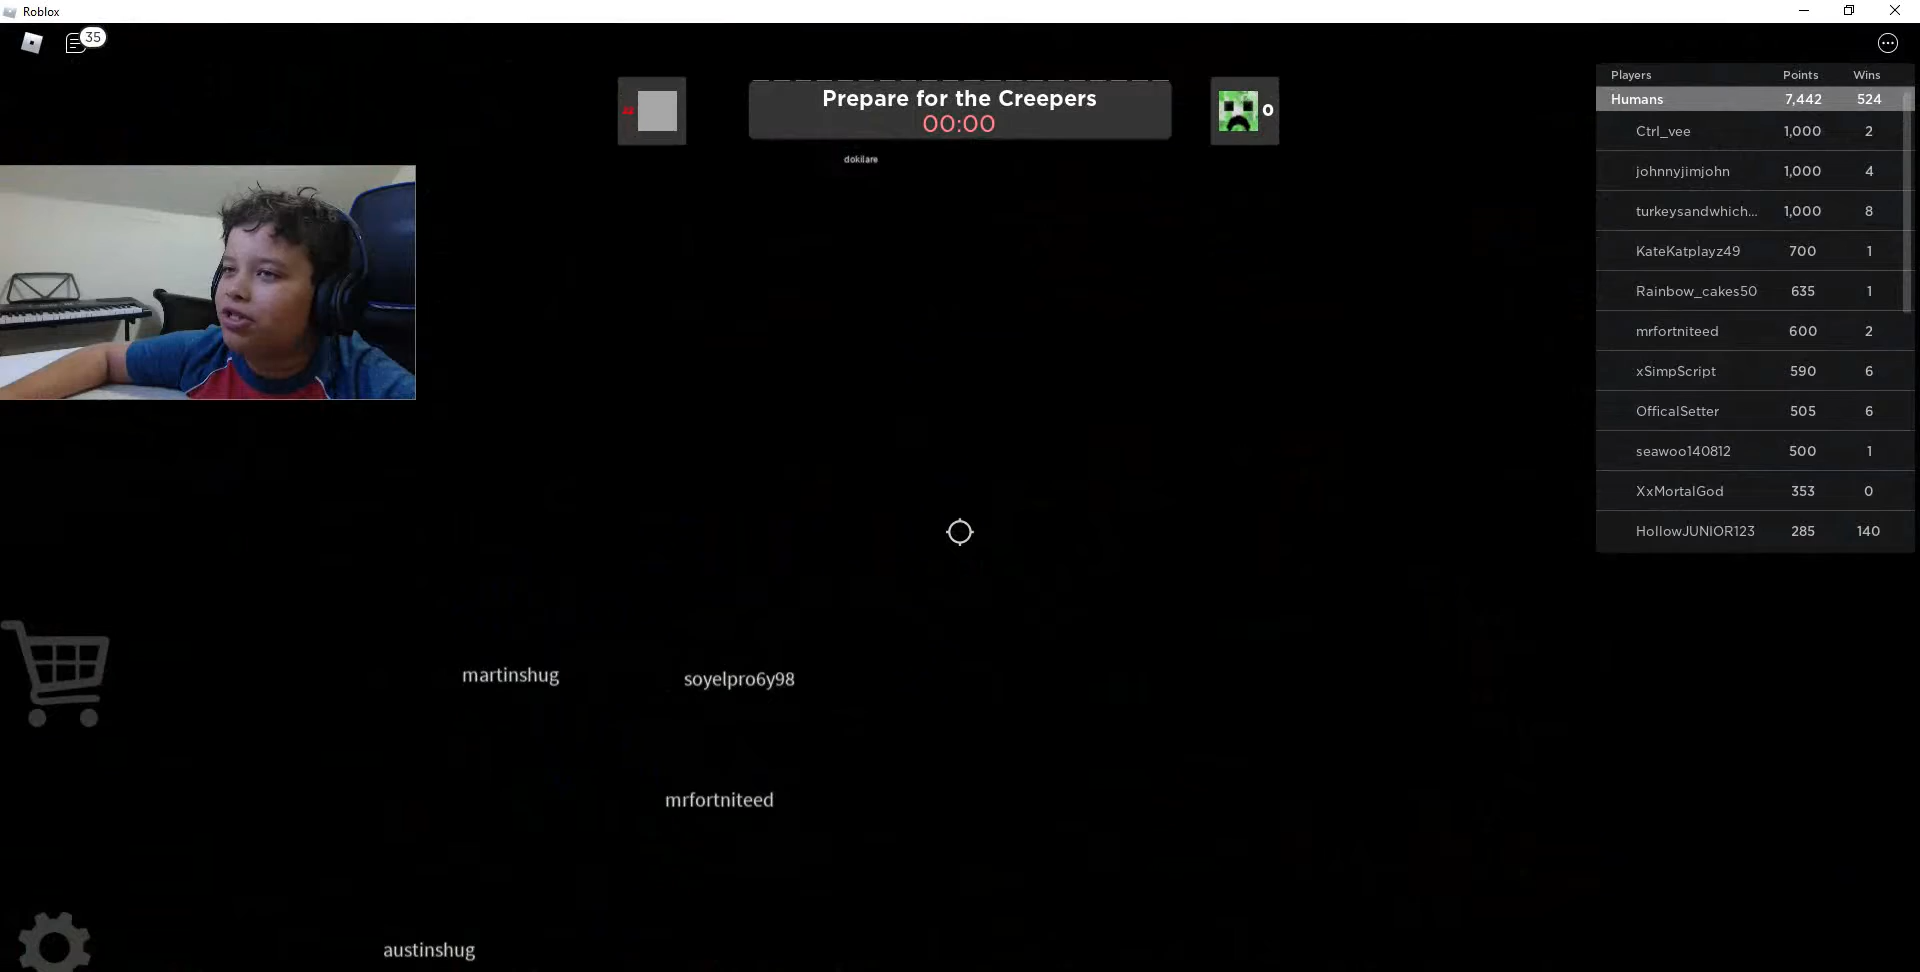 Roblox
35
Prepare for the Creepers
00:00
0
dokilare
Players Points Wins
Humans 7,442 524
Ctrl_vee 1,000 2
johnnyjimjohn 1,000 4
turkeysandwhich... 1,000 8
KateKatplayz49 700 1
Rainbow_cakes50 635 1
mrfortniteed 600 2
xSimpScript 590 6
OfficalSetter 505 6
seawoo140812 500 1
XxMortalGod 353 0
HollowJUNIOR123 285 140
martinshug
soyelpro6y98
mrfortniteed
austinshug